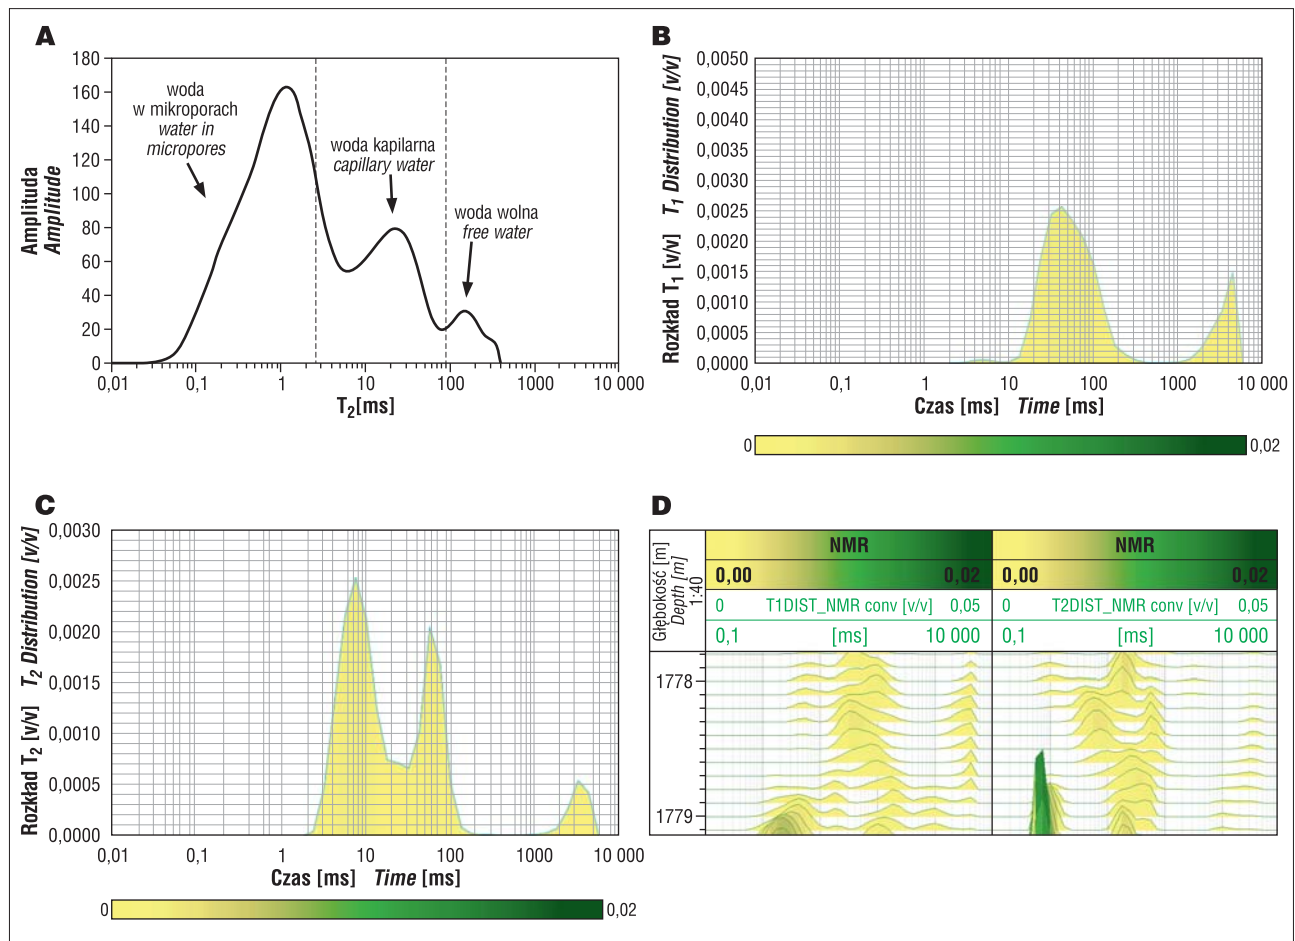 A
180
160
140
120
100
80
60
40
20
0
Amplituda
Amplitude
woda
w mikroporach
water in
micropores
woda kapilarna
capillary water
woda wolna
free water
0,01
0,1
1
10
100
1000
10 000
T2[ms]
B
0,0050
0,0045
0,0040
0,0035
0,0030
0,0025
0,0020
0,0015
0,0010
0,0005
0,0000
Rozkład T1 [v/v] T1 Distribution [v/v]
0,01
0,1
1
10
100
1000
10 000
Czas [ms] Time [ms]
0
0,02
C
0,0030
0,0025
0,0020
0,0015
0,0010
0,0005
0,0000
Rozkład T2 [v/v] T2 Distribution [v/v]
0,01
0,1
1
10
100
1000
10 000
Czas [ms] Time [ms]
0
0,02
D
Głębokość [m]
Depth [m]
1:40
NMR
0,00 0,02
0 T1DIST_NMR conv [v/v] 0,05
0,1 [ms] 10 000
NMR
0,00 0,02
0 T2DIST_NMR conv [v/v] 0,05
0,1 [ms] 10 000
1778
1779